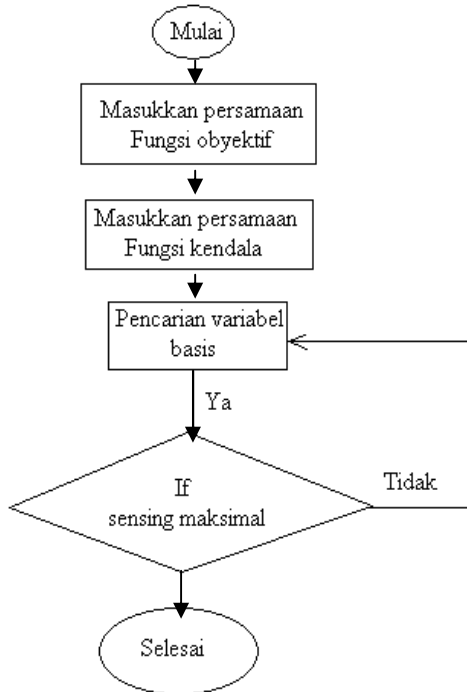 Mulai
Masukkan persamaan
Fungsi obyektif
Masukkan persamaan
Fungsi kendala
Pencarian variabel
basis
Ya
If
sensing maksimal
Tidak
Selesai